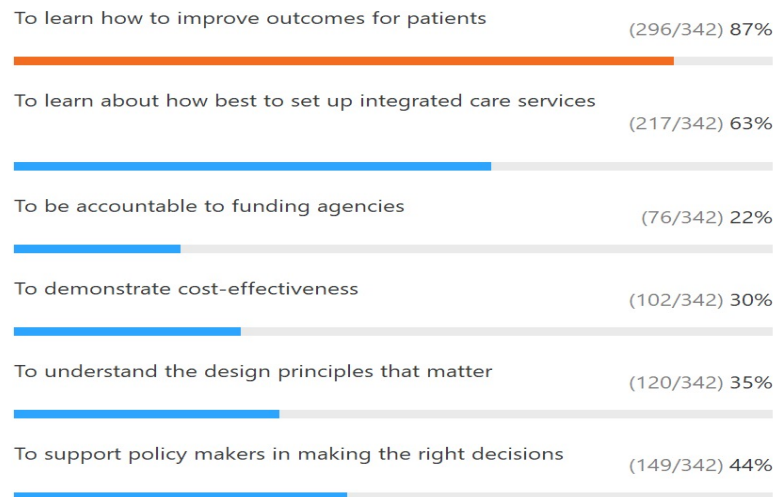 To learn how to improve outcomes for patients
(296/342) 87%
To learn about how best to set up integrated care services
(217/342) 63%
To be accountable to funding agencies
(76/342) 22%
To demonstrate cost-effectiveness
(102/342) 30%
To understand the design principles that matter
(120/342) 35%
To support policy makers in making the right decisions
(149/342) 44%